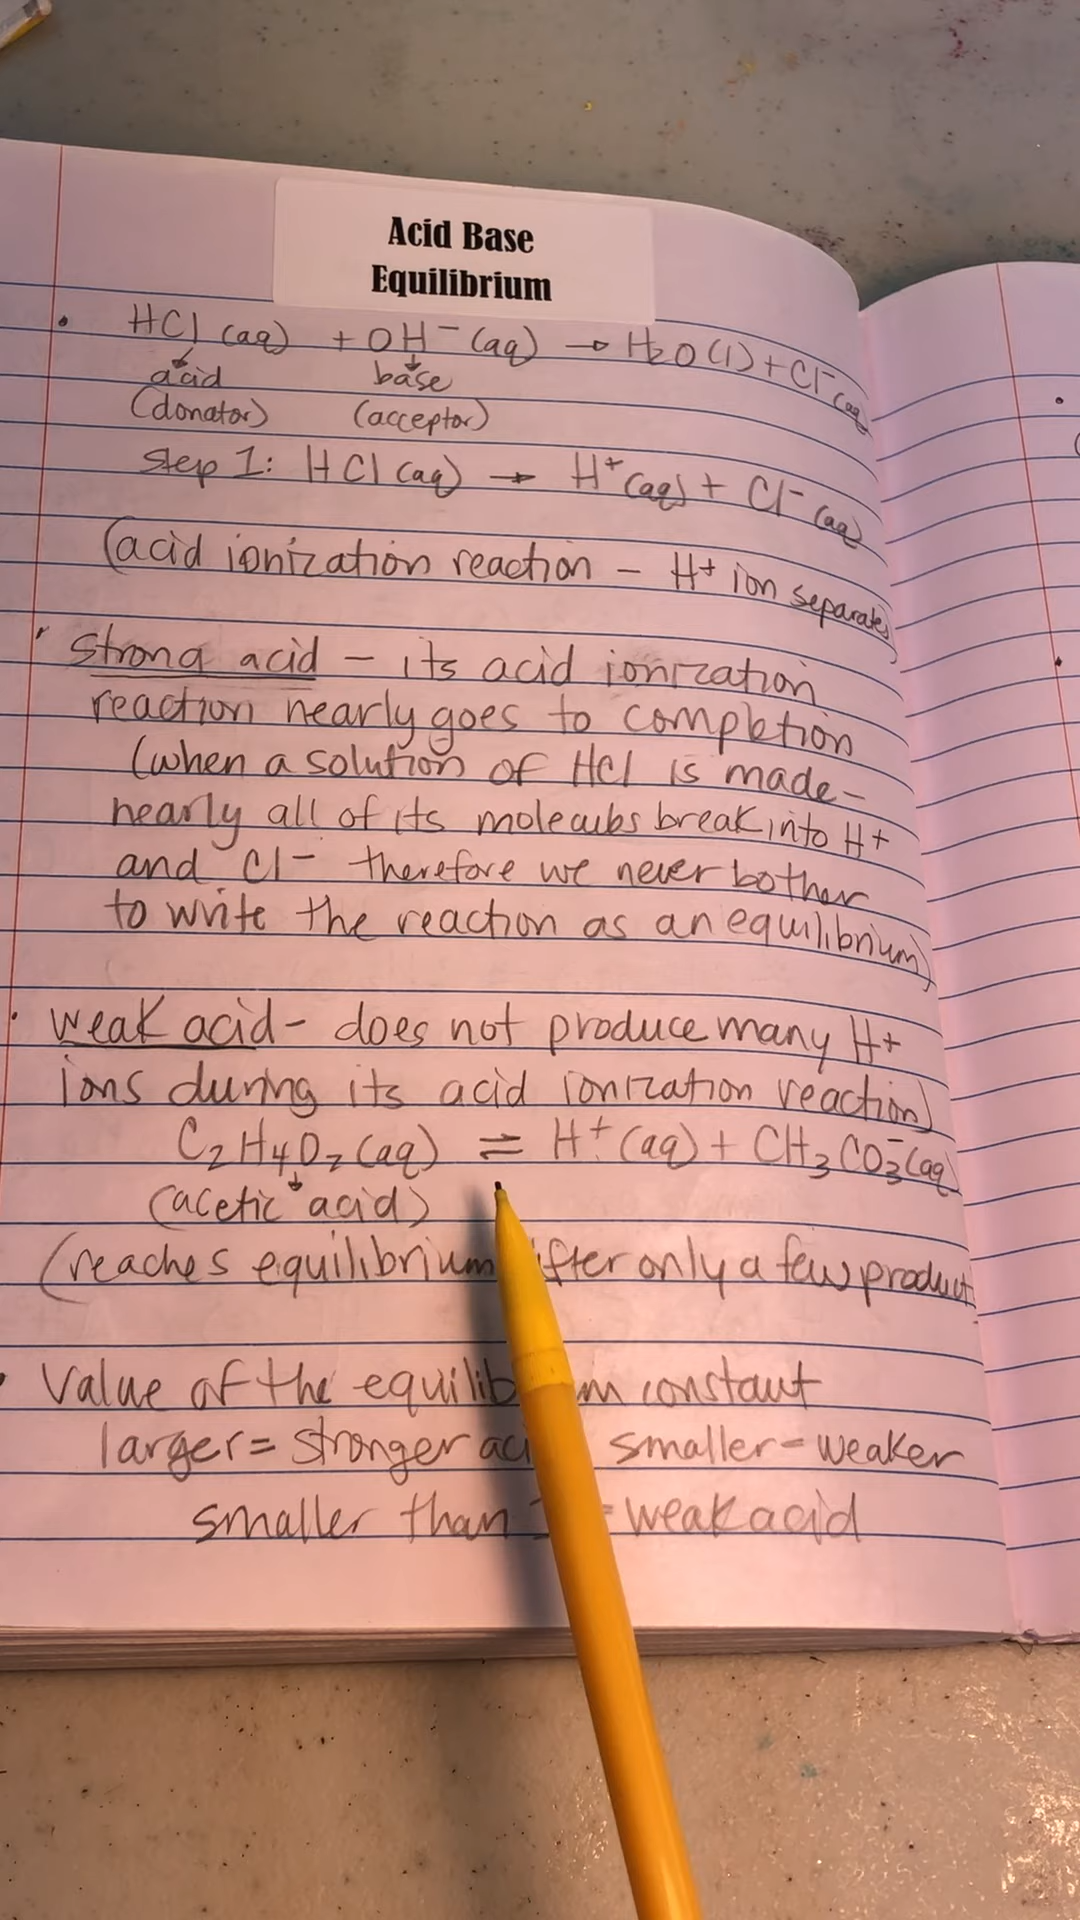 Acid Base
Equilibrium
• HCl (aq) + OH⁻ (aq) → H₂O (l) + Cl⁻ (aq)
acid base
(donator) (acceptor)
Step 1: HCl (aq) → H⁺ (aq) + Cl⁻ (aq)
(acid ionization reaction – H+ ion separates
• strong acid – its acid ionization
reaction nearly goes to completion
(when a solution of HCl is made –
nearly all of its molecules break into H+
and Cl– therefore we never bother
to write the reaction as an equilibrium)
• weak acid – does not produce many H+
ions during its acid ionization reaction)
C₂H₄O₂ (aq) ⇌ H⁺ (aq) + CH₃CO₃⁻ (aq)
(acetic acid)
(reaches equilibrium after only a few product
• Value of the equilibrium constant
larger = stronger smaller = weaker
smaller than = weak acid